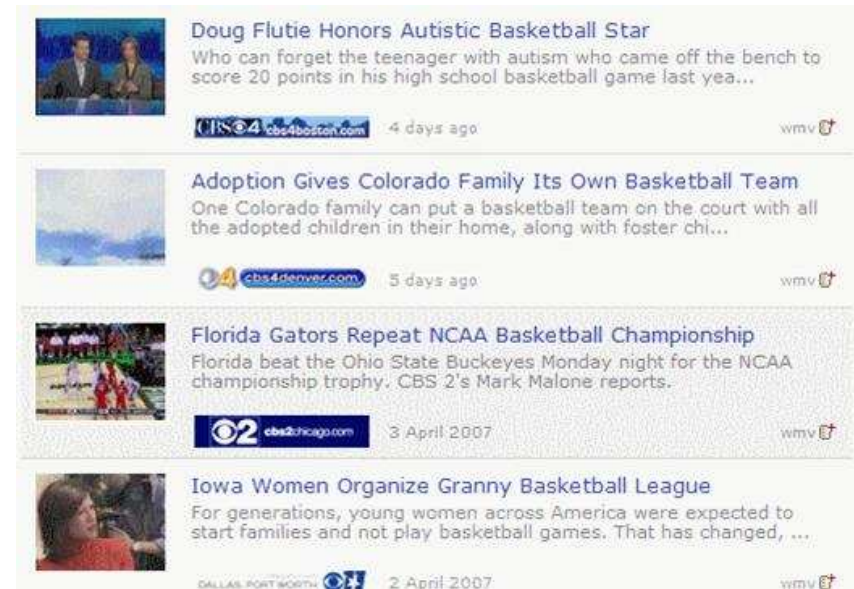 Doug Flutie Honors Autistic Basketball Star
Who can forget the teenager with autism who came off the bench to
score 20 points in his high school basketball game last yea...
CBS 4 cbs4boston.com 4 days ago wmv
Adoption Gives Colorado Family Its Own Basketball Team
One Colorado family can put a basketball team on the court with all
the adopted children in their home, along with foster chi...
4 cbs4denver.com 5 days ago wmv
Florida Gators Repeat NCAA Basketball Championship
Florida beat the Ohio State Buckeyes Monday night for the NCAA
championship trophy. CBS 2's Mark Malone reports.
2 cbs2chicago.com 3 April 2007 wmv
Iowa Women Organize Granny Basketball League
For generations, young women across America were expected to
start families and not play basketball games. That has changed, ...
DALLAS FORT WORTH 2 April 2007 wmv